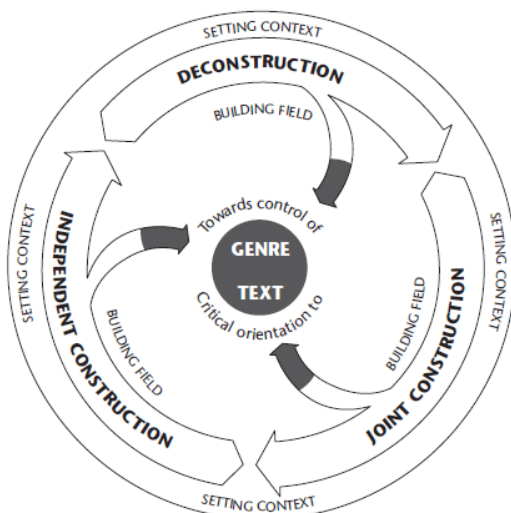 SETTING CONTEXT
DECONSTRUCTION
BUILDING FIELD
Towards control of
GENRE
TEXT
Critical orientation to
SETTING CONTEXT
JOINT CONSTRUCTION
BUILDING FIELD
SETTING CONTEXT
INDEPENDENT CONSTRUCTION
BUILDING FIELD
SETTING CONTEXT